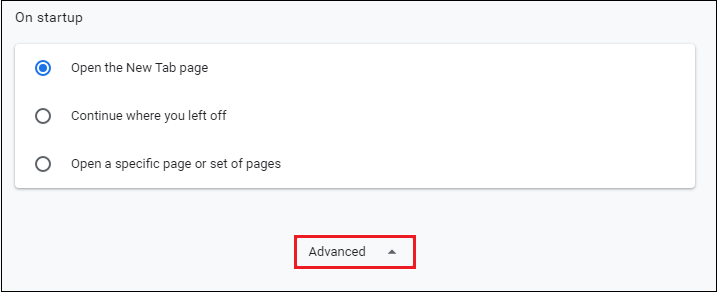 On startup
Open the New Tab page
Continue where you left off
Open a specific page or set of pages
Advanced